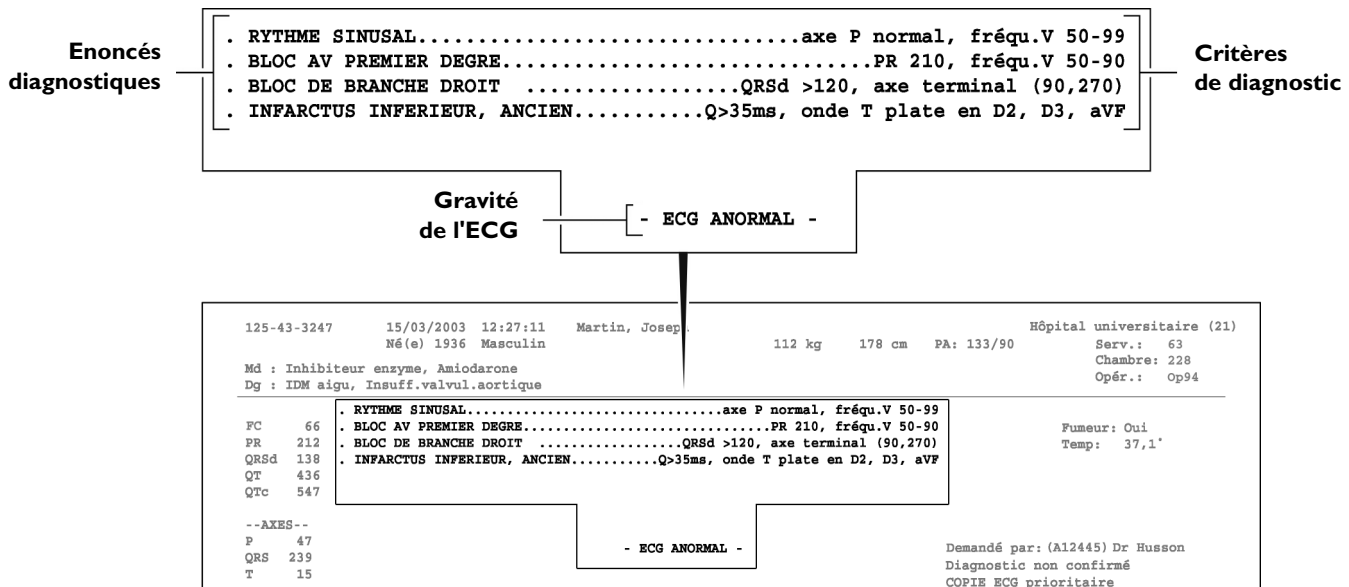 Enoncés
diagnostiques
. RYTHME SINUSAL.................................axe P normal, fréqu.V 50-99
. BLOC AV PREMIER DEGRE................................PR 210, fréqu.V 50-90
. BLOC DE BRANCHE DROIT ..................QRSd >120, axe terminal (90,270)
. INFARCTUS INFERIEUR, ANCIEN...........Q>35ms, onde T plate en D2, D3, aVF
Critères
de diagnostic
Gravité
de l'ECG
- ECG ANORMAL -
125-43-3247 15/03/2003 12:27:11 Martin, Joseph Hôpital universitaire (21)
Né(e) 1936 Masculin 112 kg 178 cm PA: 133/90 Serv.: 63
Chambre: 228
Md : Inhibiteur enzyme, Amiodarone
Opér.: Op94
Dg : IDM aigu, Insuff.valvul.aortique
. RYTHME SINUSAL.................................axe P normal, fréqu.V 50-99
FC 66 . BLOC AV PREMIER DEGRE................................PR 210, fréqu.V 50-90 Fumeur: Oui
PR 212 . BLOC DE BRANCHE DROIT ..................QRSd >120, axe terminal (90,270) Temp: 37,1°
QRSd 138 . INFARCTUS INFERIEUR, ANCIEN...........Q>35ms, onde T plate en D2, D3, aVF
QT 436
QTc 547
--AXES--
P 47 - ECG ANORMAL - Demandé par: (A12445) Dr Husson
QRS 239 Diagnostic non confirmé
T 15 COPIE ECG prioritaire